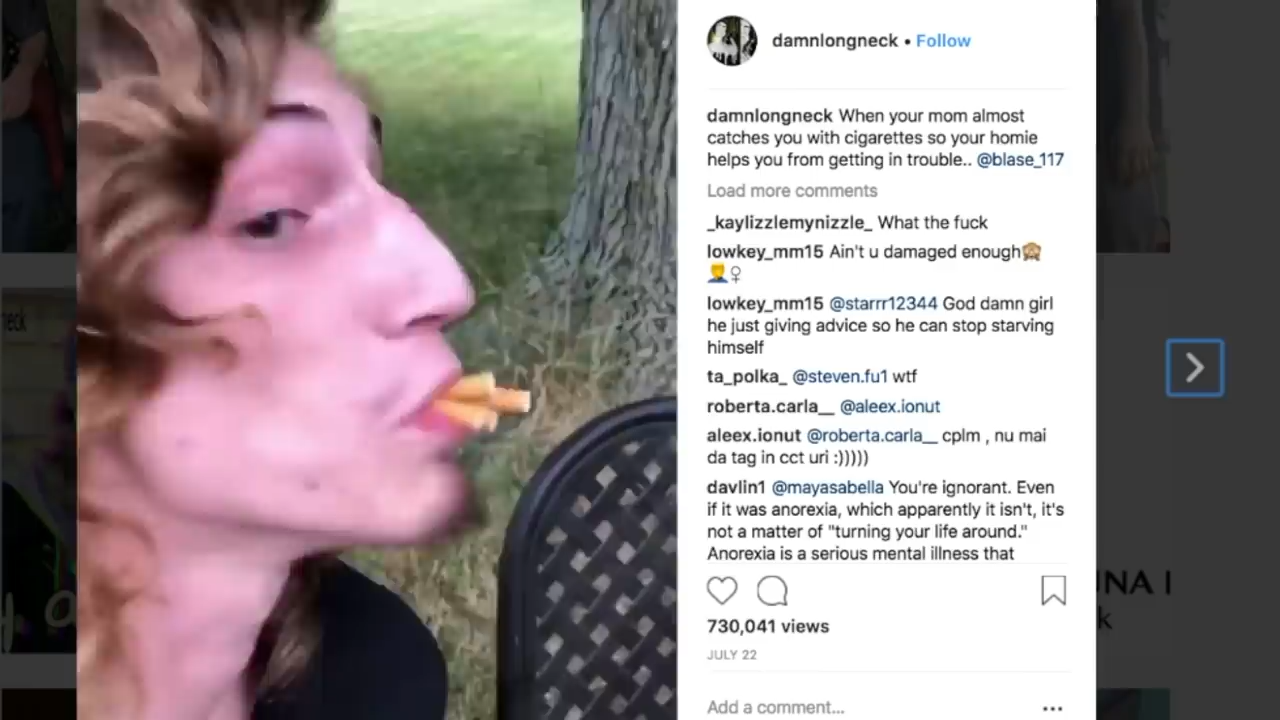 damnlongneck • Follow
damnlongneck When your mom almost
catches you with cigarettes so your homie
helps you from getting in trouble.. @blase_117
Load more comments
_kaylizzlemynizzle_ What the fuck
lowkey_mm15 Ain't u damaged enough🙈
🤦‍♀
lowkey_mm15 @starrr12344 God damn girl
he just giving advice so he can stop starving
himself
ta_polka_ @steven.fu1 wtf
roberta.carla__ @aleex.ionut
aleex.ionut @roberta.carla__ cplm , nu mai
da tag in cct uri :)))))
davlin1 @mayasabella You're ignorant. Even
if it was anorexia, which apparently it isn't, it's
not a matter of "turning your life around."
Anorexia is a serious mental illness that
730,041 views
JULY 22
Add a comment...